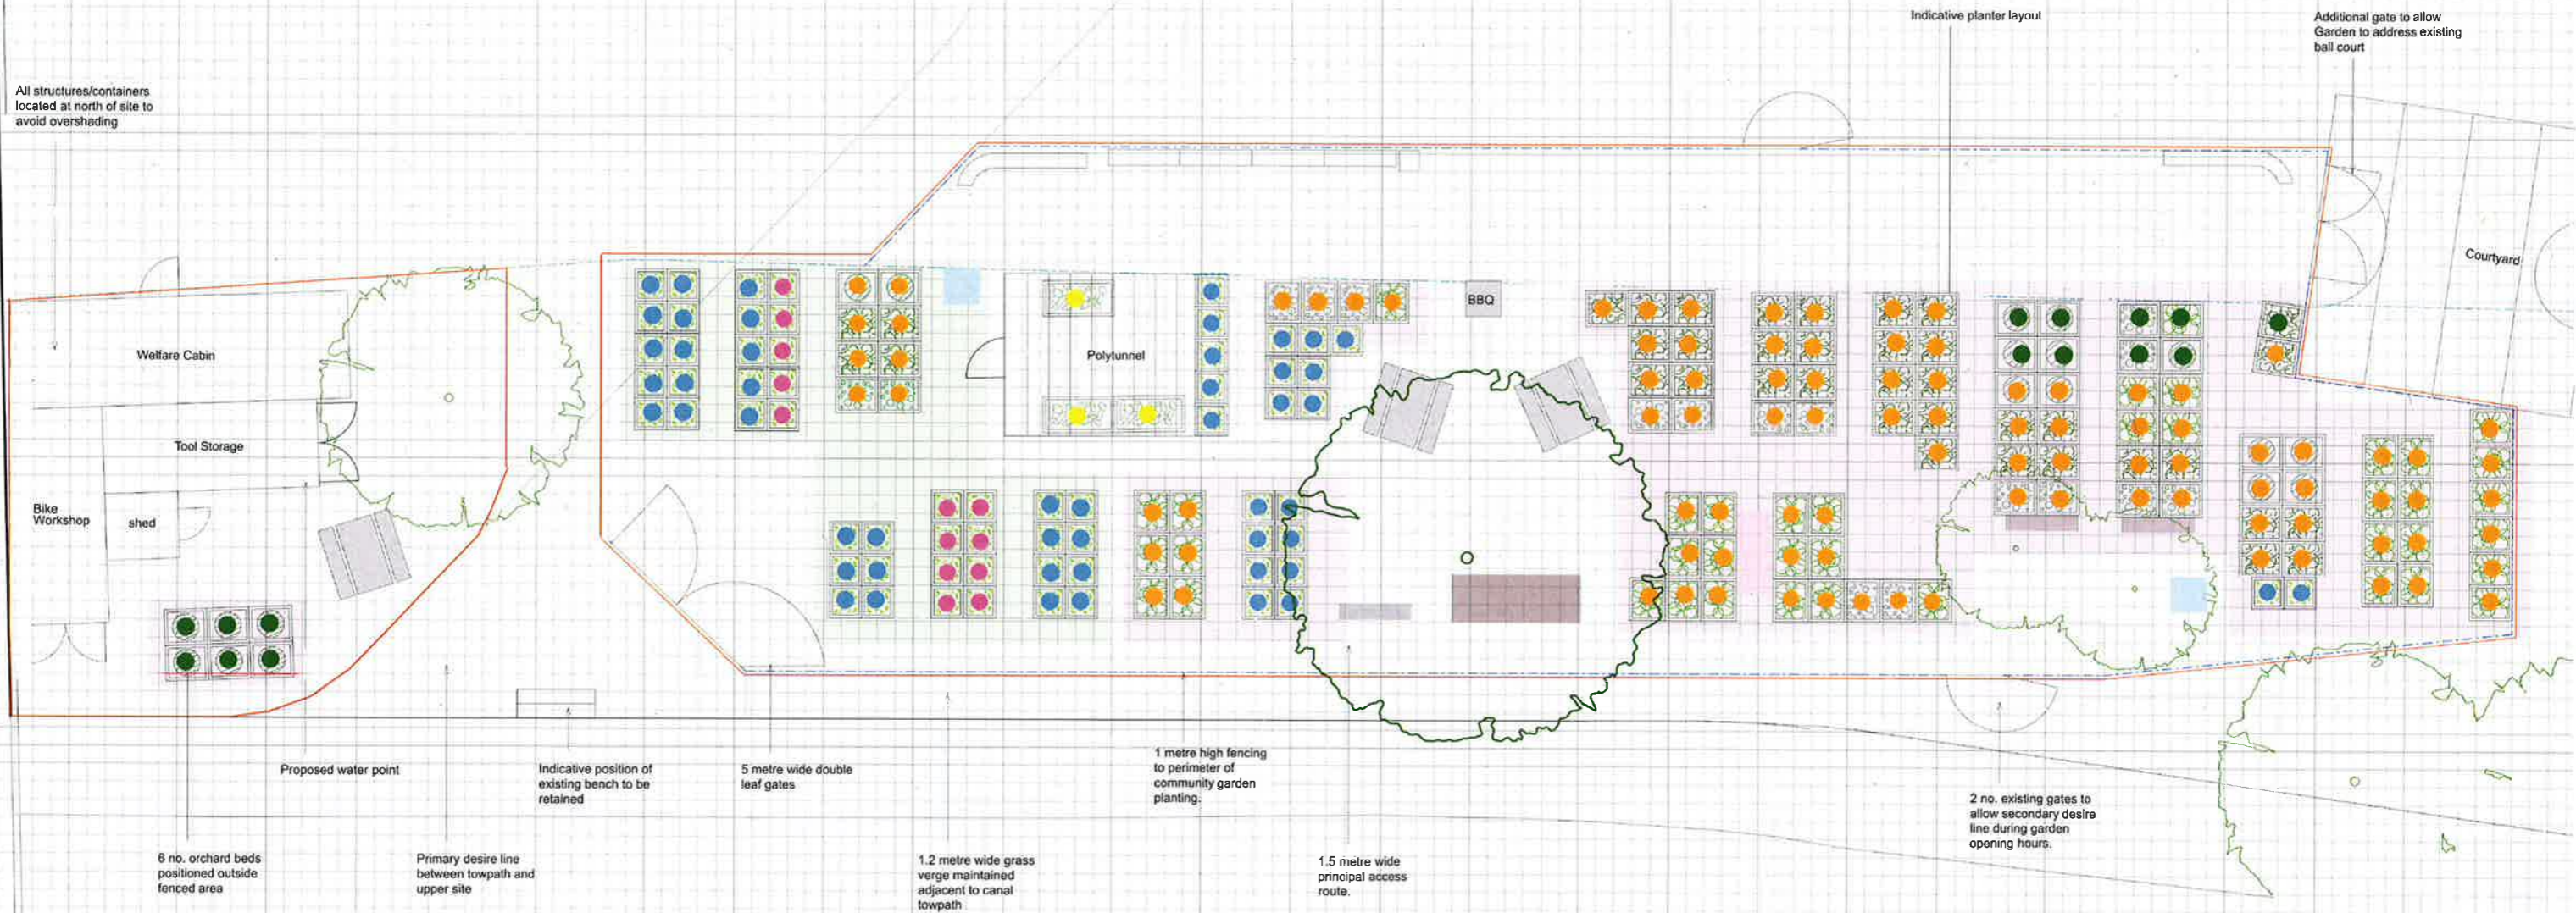 Indicative planter layout
Additional gate to allow
Garden to address existing
ball court
All structures/containers
located at north of site to
avoid overshading
Courtyard
BBQ
Welfare Cabin
Polytunnel
Tool Storage
Bike
Workshop
shed
Proposed water point
Indicative position of
existing bench to be
retained
5 metre wide double
leaf gates
1 metre high fencing
to perimeter of
community garden
planting.
2 no. existing gates to
allow secondary desire
line during garden
opening hours.
6 no. orchard beds
positioned outside
fenced area
Primary desire line
between towpath and
upper site
1.2 metre wide grass
verge maintained
adjacent to canal
towpath
1.5 metre wide
principal access
route.